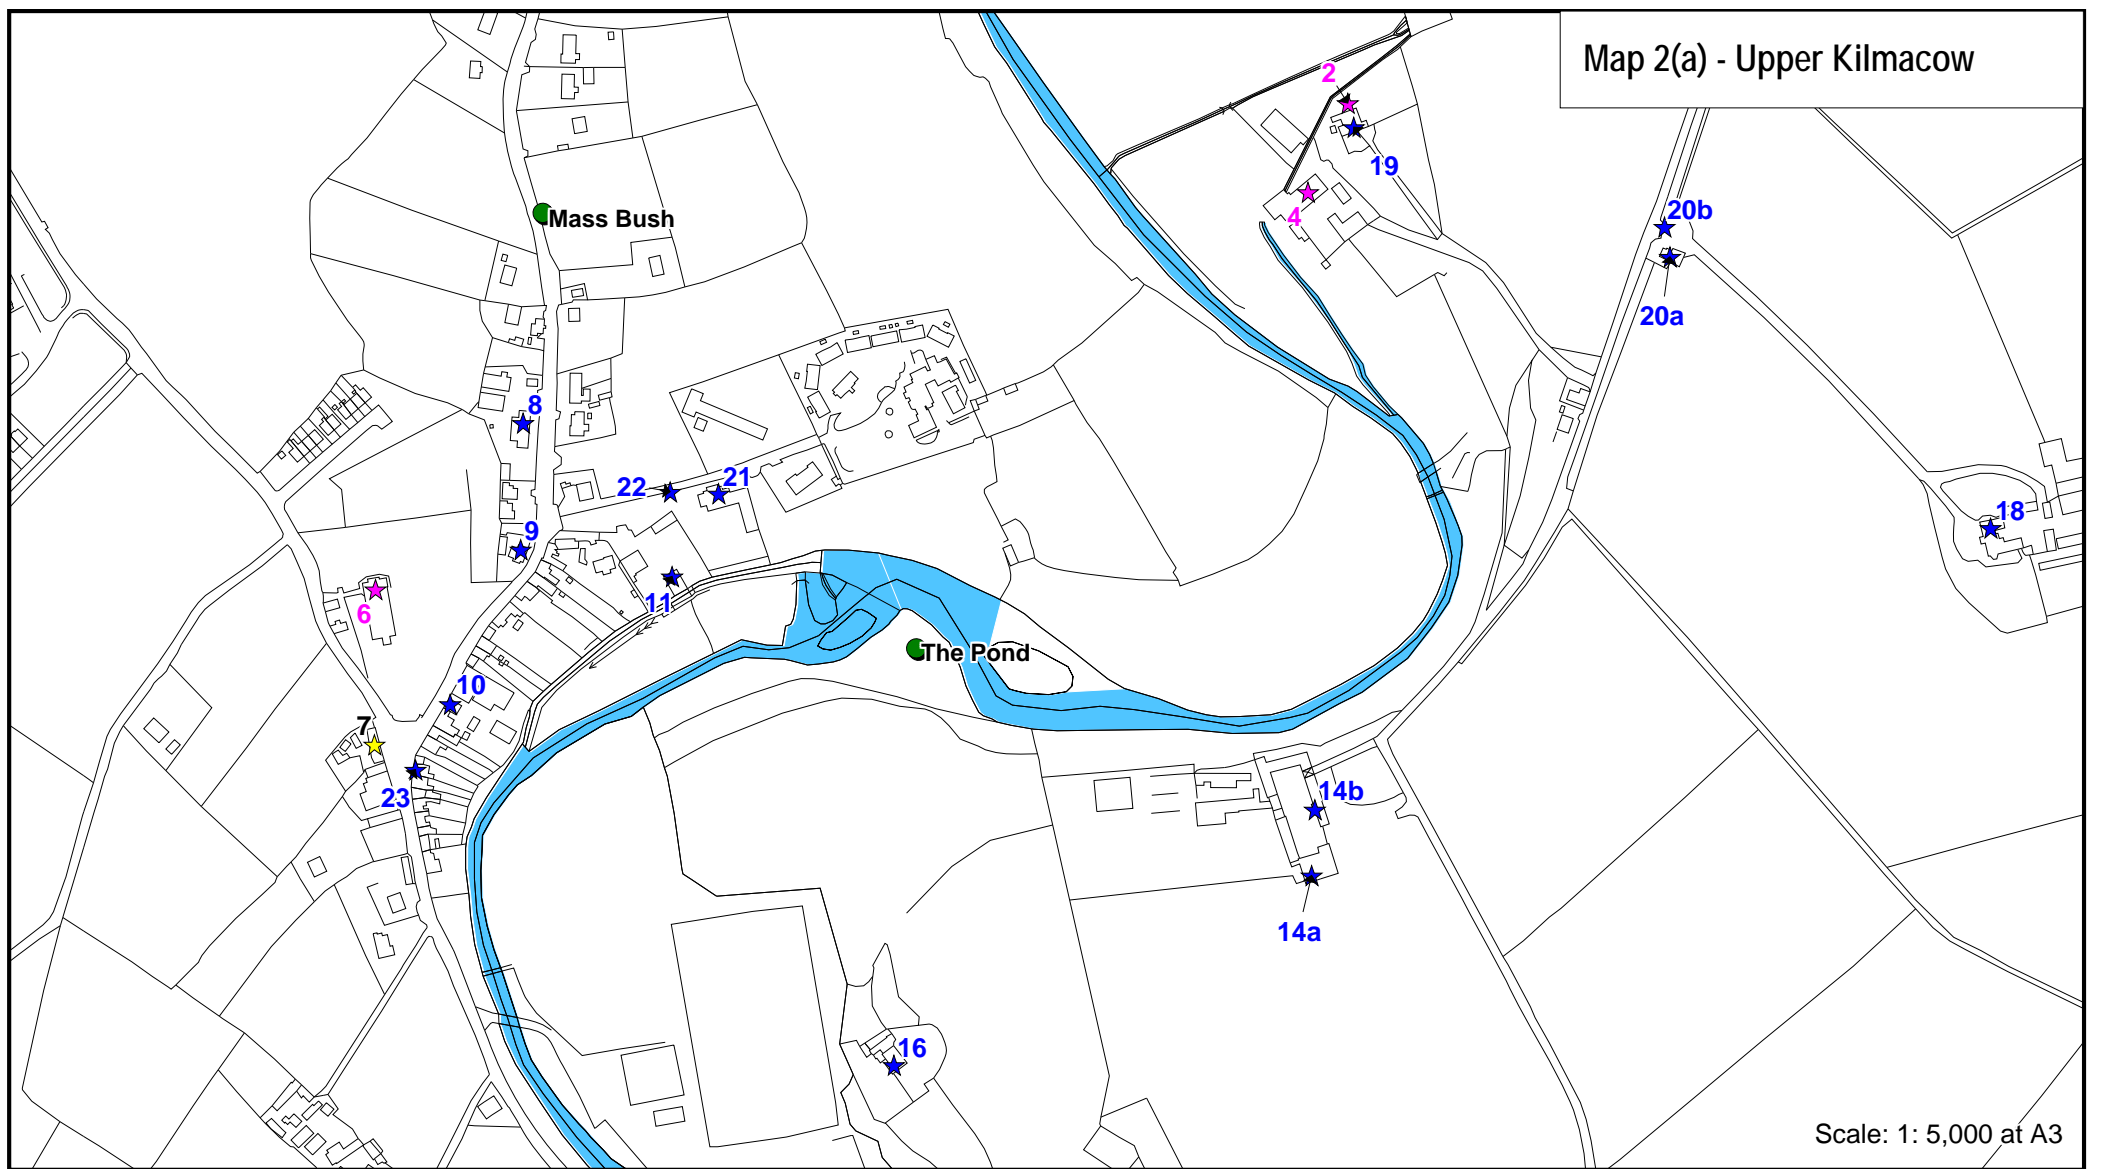 Map 2(a) - Upper Kilmacow
2
19
4
Mass Bush
20b
20a
8
22
21
9
18
11
6
The Pond
10
7
23
14b
14a
16
Scale: 1: 5,000 at A3